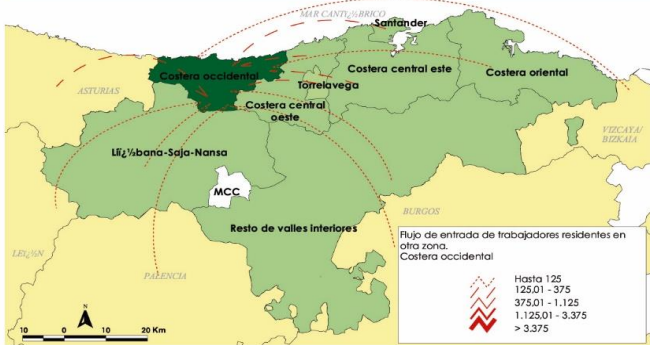 MAR CANTï¿½BRICO
Santander
Costera occidental
Costera central este
Costera oriental
ASTURIAS
Torrelavega
Costera central
oeste
VIZCAYA/
BIZKAIA
Lïï¿½bana-Saja-Nansa
MCC
BURGOS
Resto de valles interiores
LEï¿½N
PALENCIA
Flujo de entrada de trabajadores residentes en
otra zona.
Costera occidental
Hasta 125
125,01 - 375
375,01 - 1.125
1.125,01 - 3.375
> 3.375
N
10 0 10 20 Km